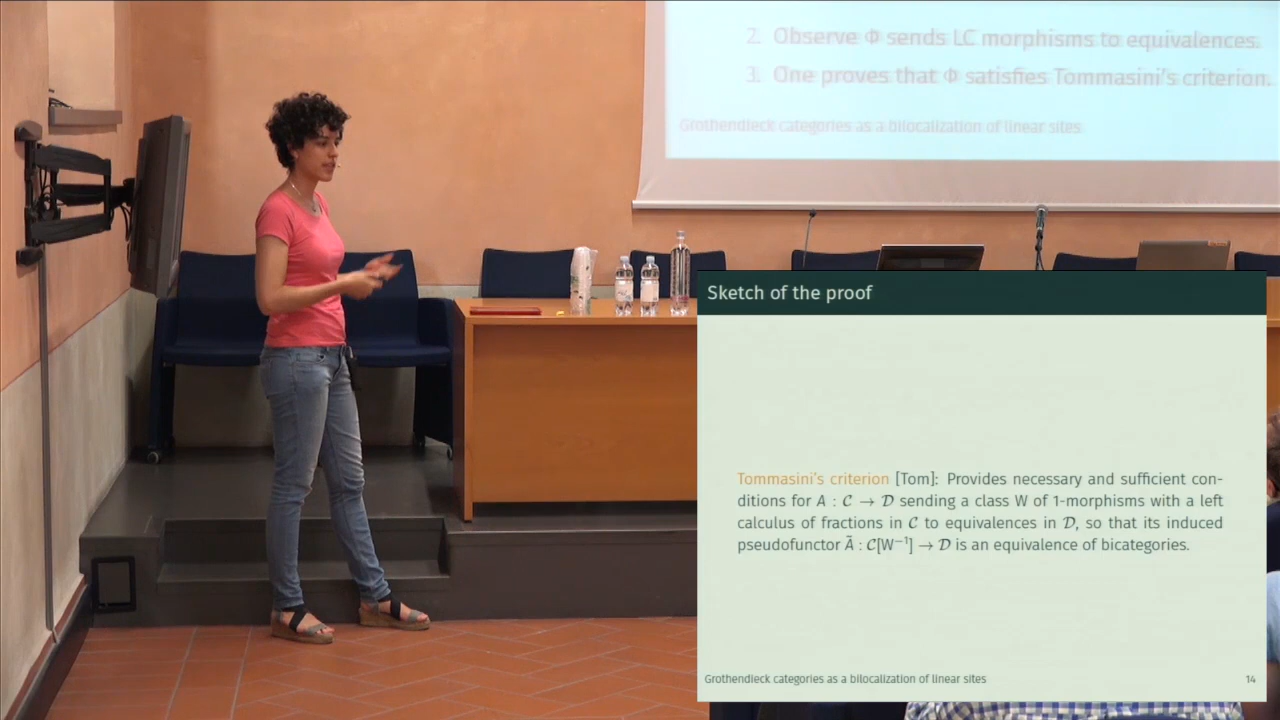 2. Observe Φ sends LC morphisms to equivalences.
3. One proves that Φ satisfies Tommasini's criterion.
Grothendieck categories as a bilocalization of linear sites
Sketch of the proof
Tommasini's criterion [Tom]: Provides necessary and sufficient con-
ditions for A : 𝒞 → 𝒟 sending a class W of 1-morphisms with a left
calculus of fractions in 𝒞 to equivalences in 𝒟, so that its induced
pseudofunctor Ã : 𝒞[W⁻¹] → 𝒟 is an equivalence of bicategories.
Grothendieck categories as a bilocalization of linear sites 14